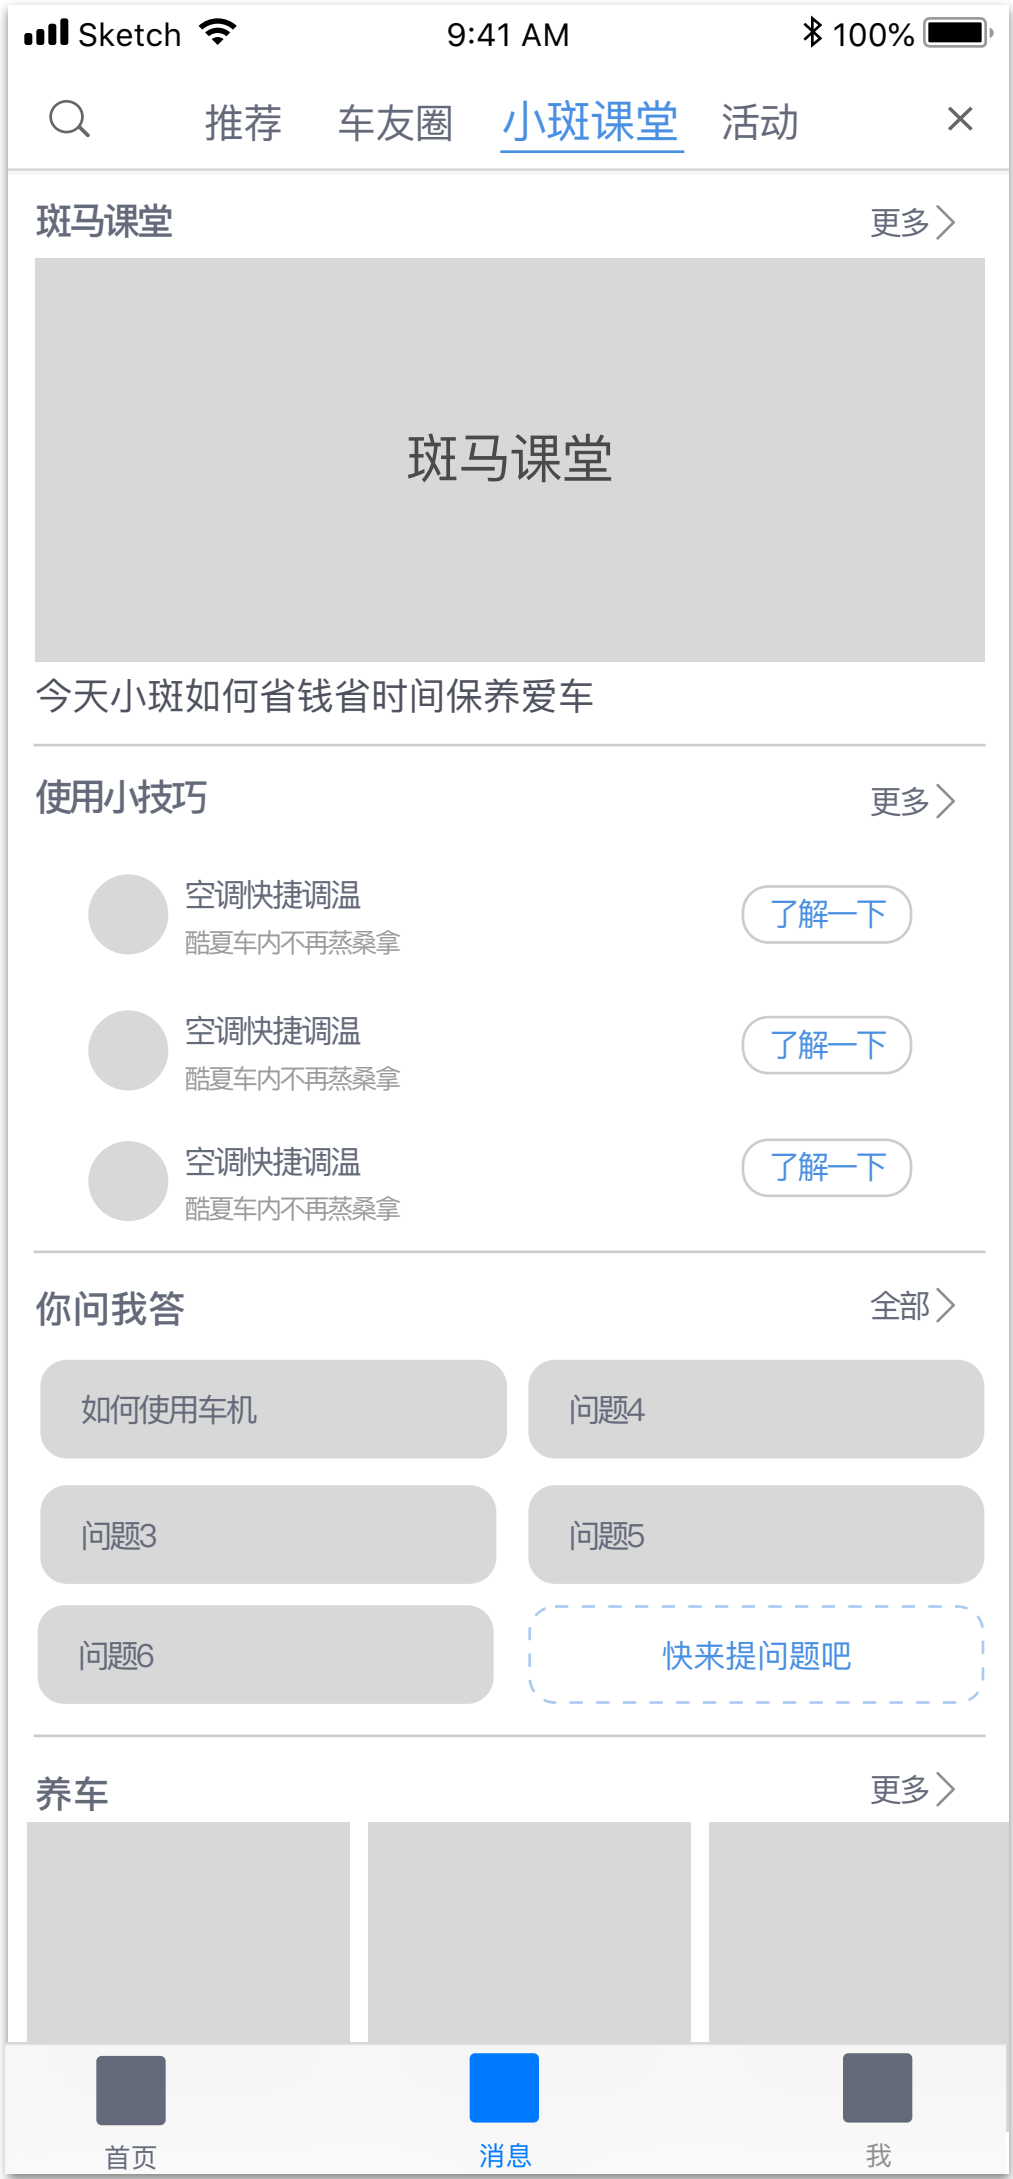 Sketch 9:41 AM 100%
推荐 车友圈 小斑课堂 活动
斑马课堂 更多
斑马课堂
今天小斑如何省钱省时间保养爱车
使用小技巧 更多
空调快捷调温
酷夏车内不再蒸桑拿
了解一下
空调快捷调温
酷夏车内不再蒸桑拿
了解一下
空调快捷调温
酷夏车内不再蒸桑拿
了解一下
你问我答 全部
如何使用车机 问题4
问题3 问题5
问题6 快来提问题吧
养车 更多
首页 消息 我